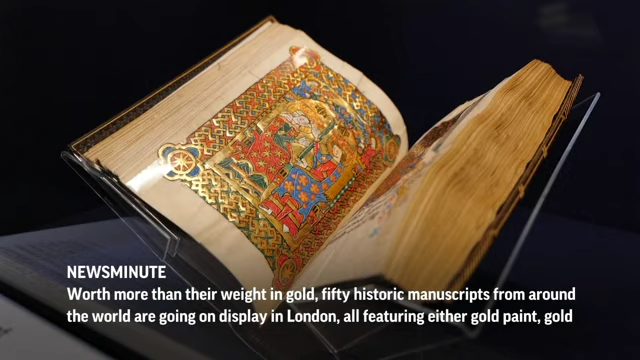 NEWSMINUTE
Worth more than their weight in gold, fifty historic manuscripts from around
the world are going on display in London, all featuring either gold paint, gold